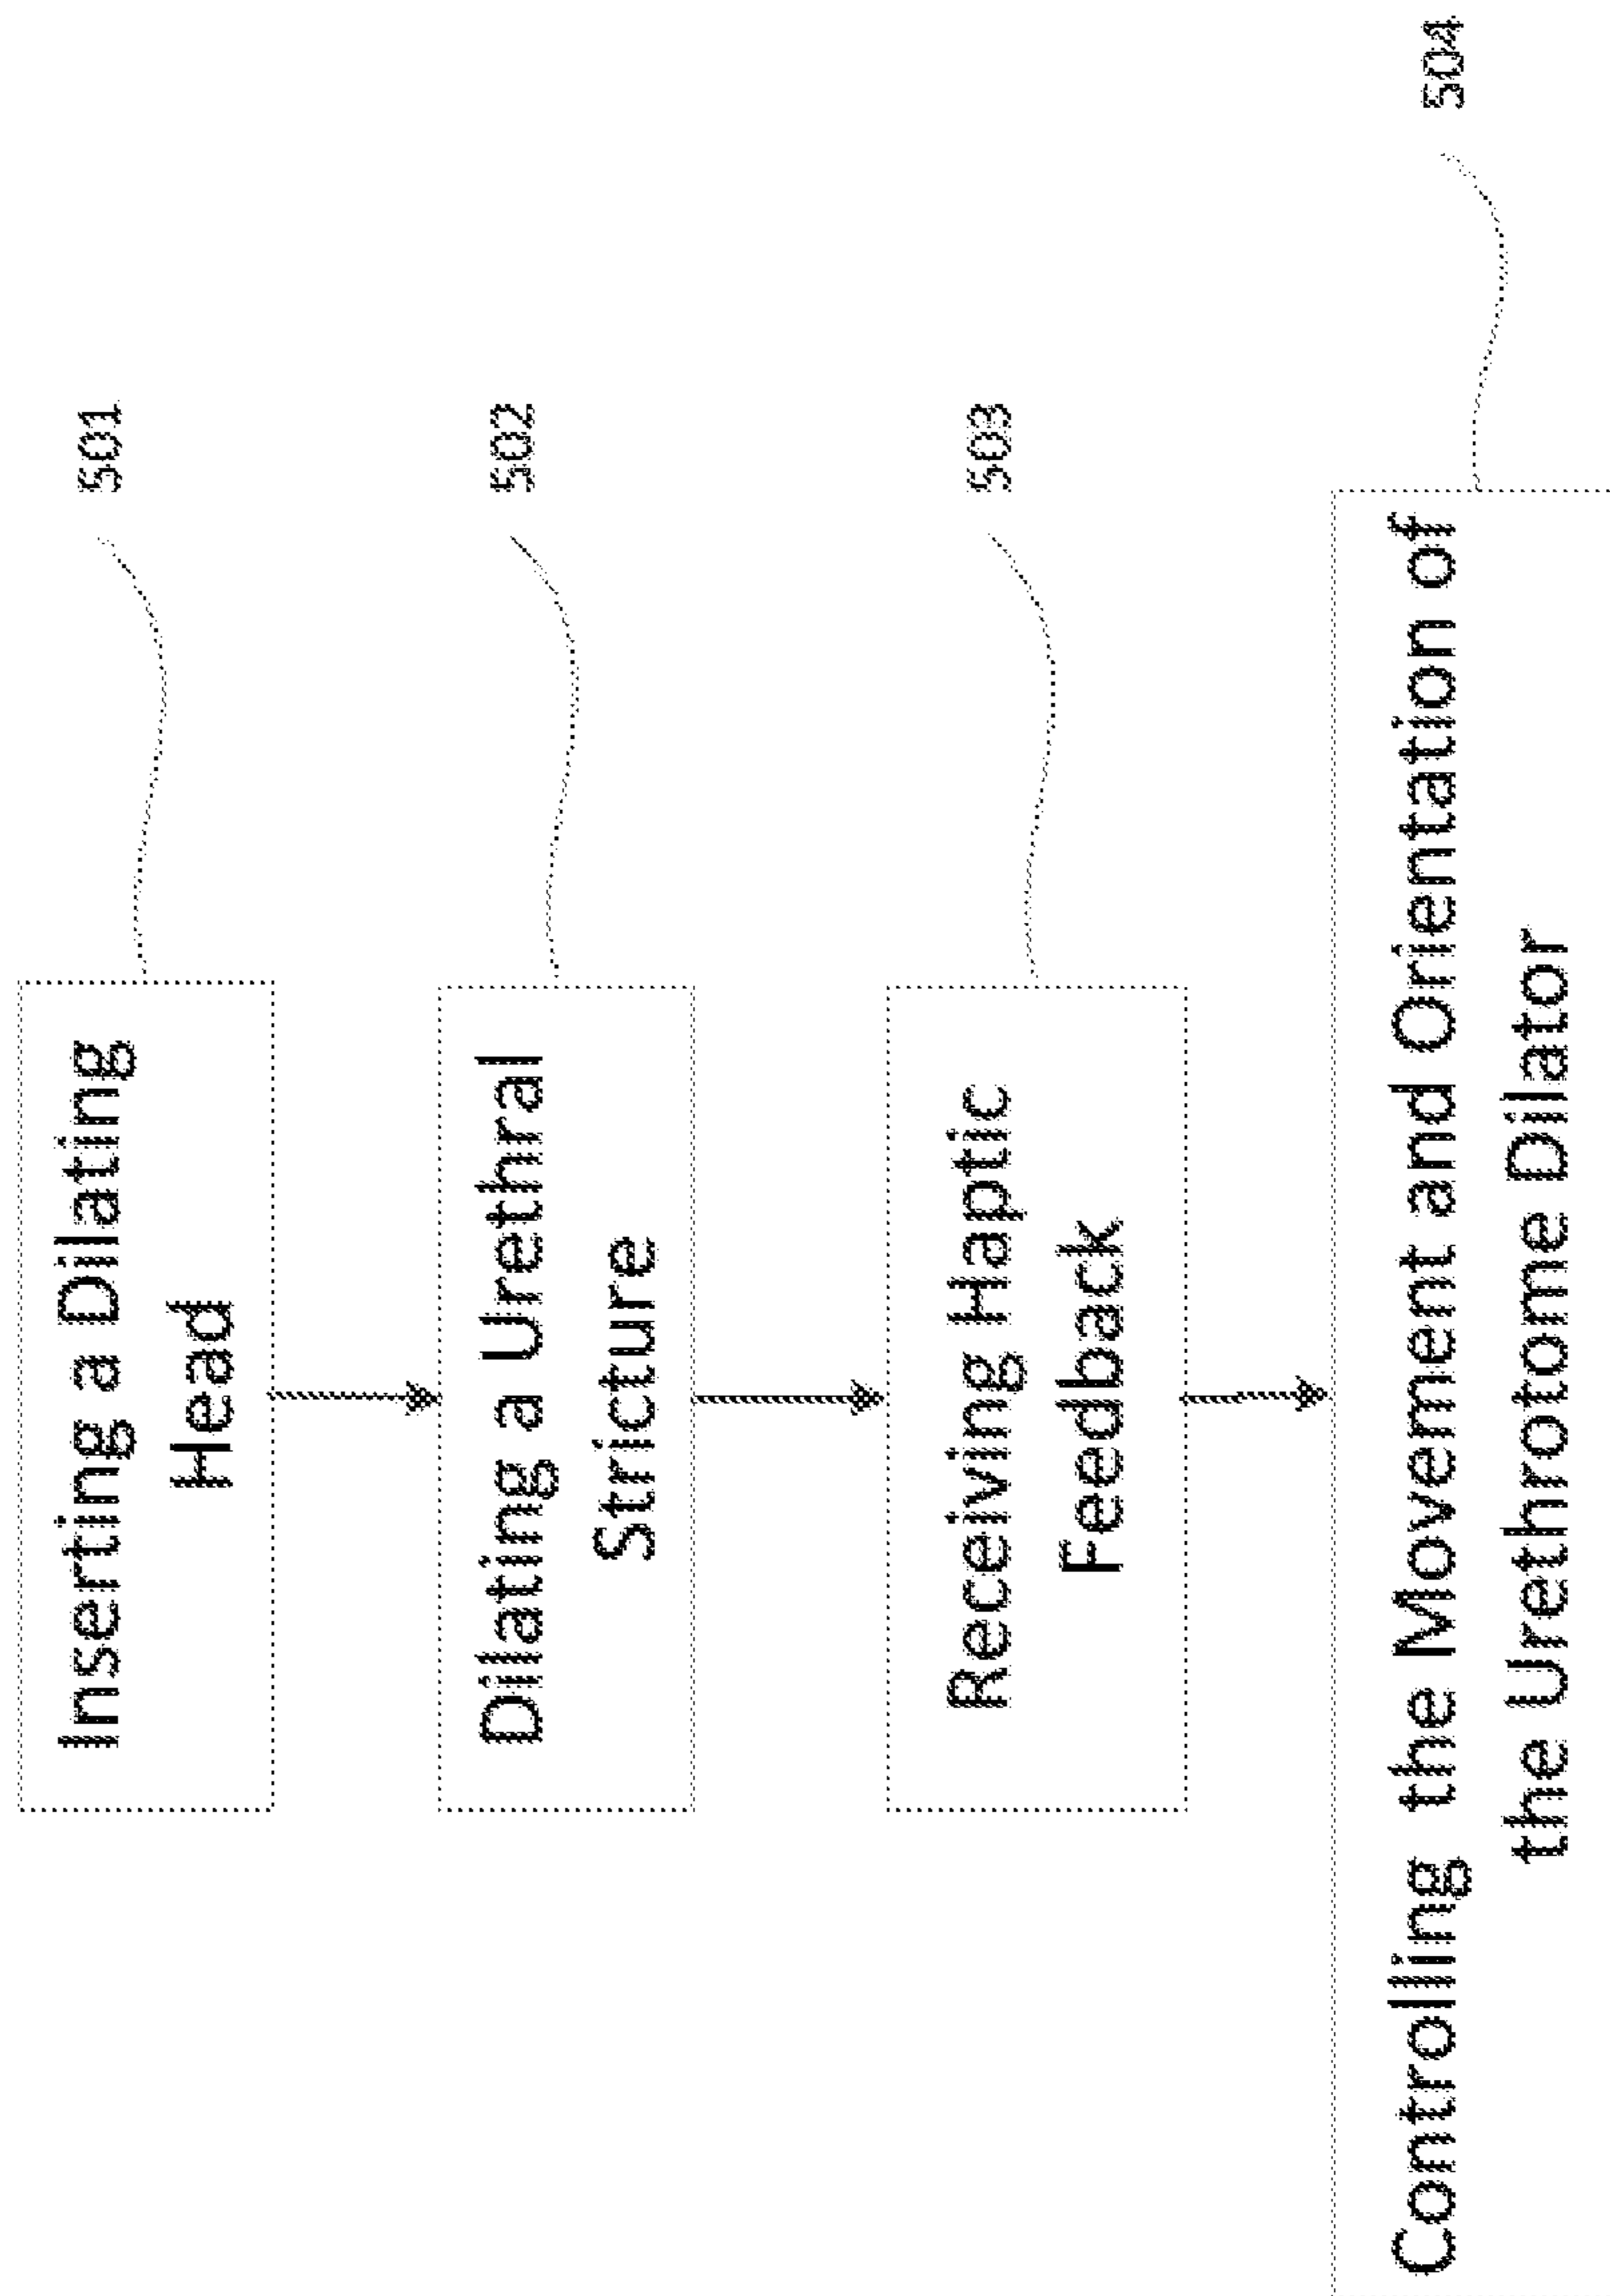 Inserting a Dilating
Head
501
Dilating a Urethral
Stricture
502
Receiving Haptic
Feedback
503
Controlling the Movement and Orientation of
the Urethrotome Dilator
504